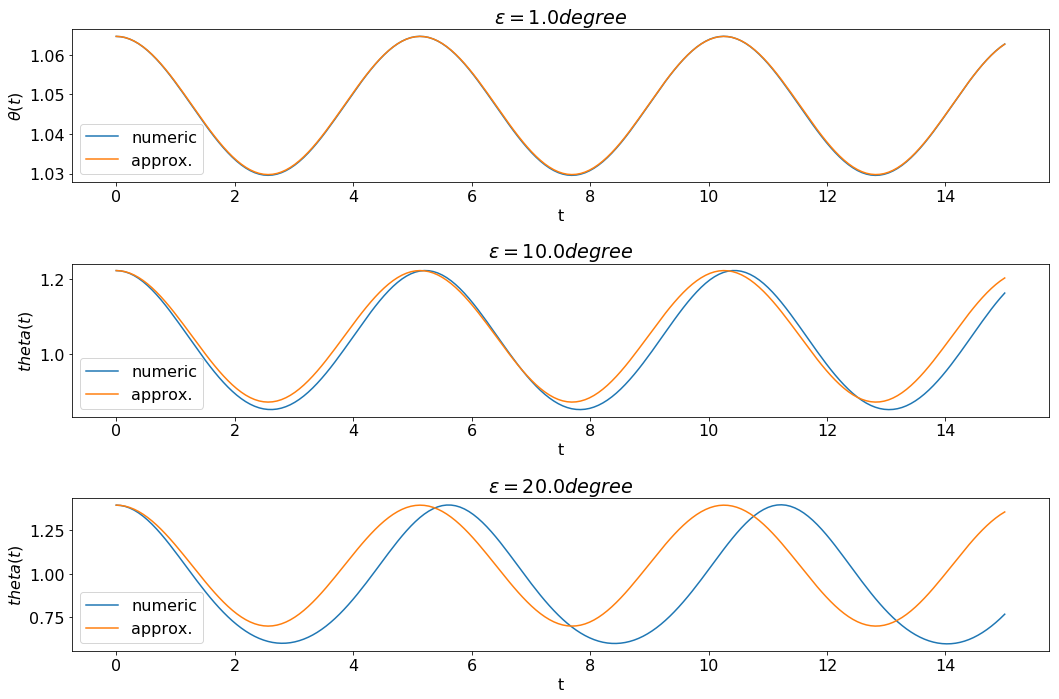 ε = 1.0degree
θ(t)
1.06
1.05
1.04
1.03
numeric
approx.
0 2 4 6 8 10 12 14
t
ε = 10.0degree
theta(t)
1.2
1.0
numeric
approx.
0 2 4 6 8 10 12 14
t
ε = 20.0degree
theta(t)
1.25
1.00
0.75
numeric
approx.
0 2 4 6 8 10 12 14
t